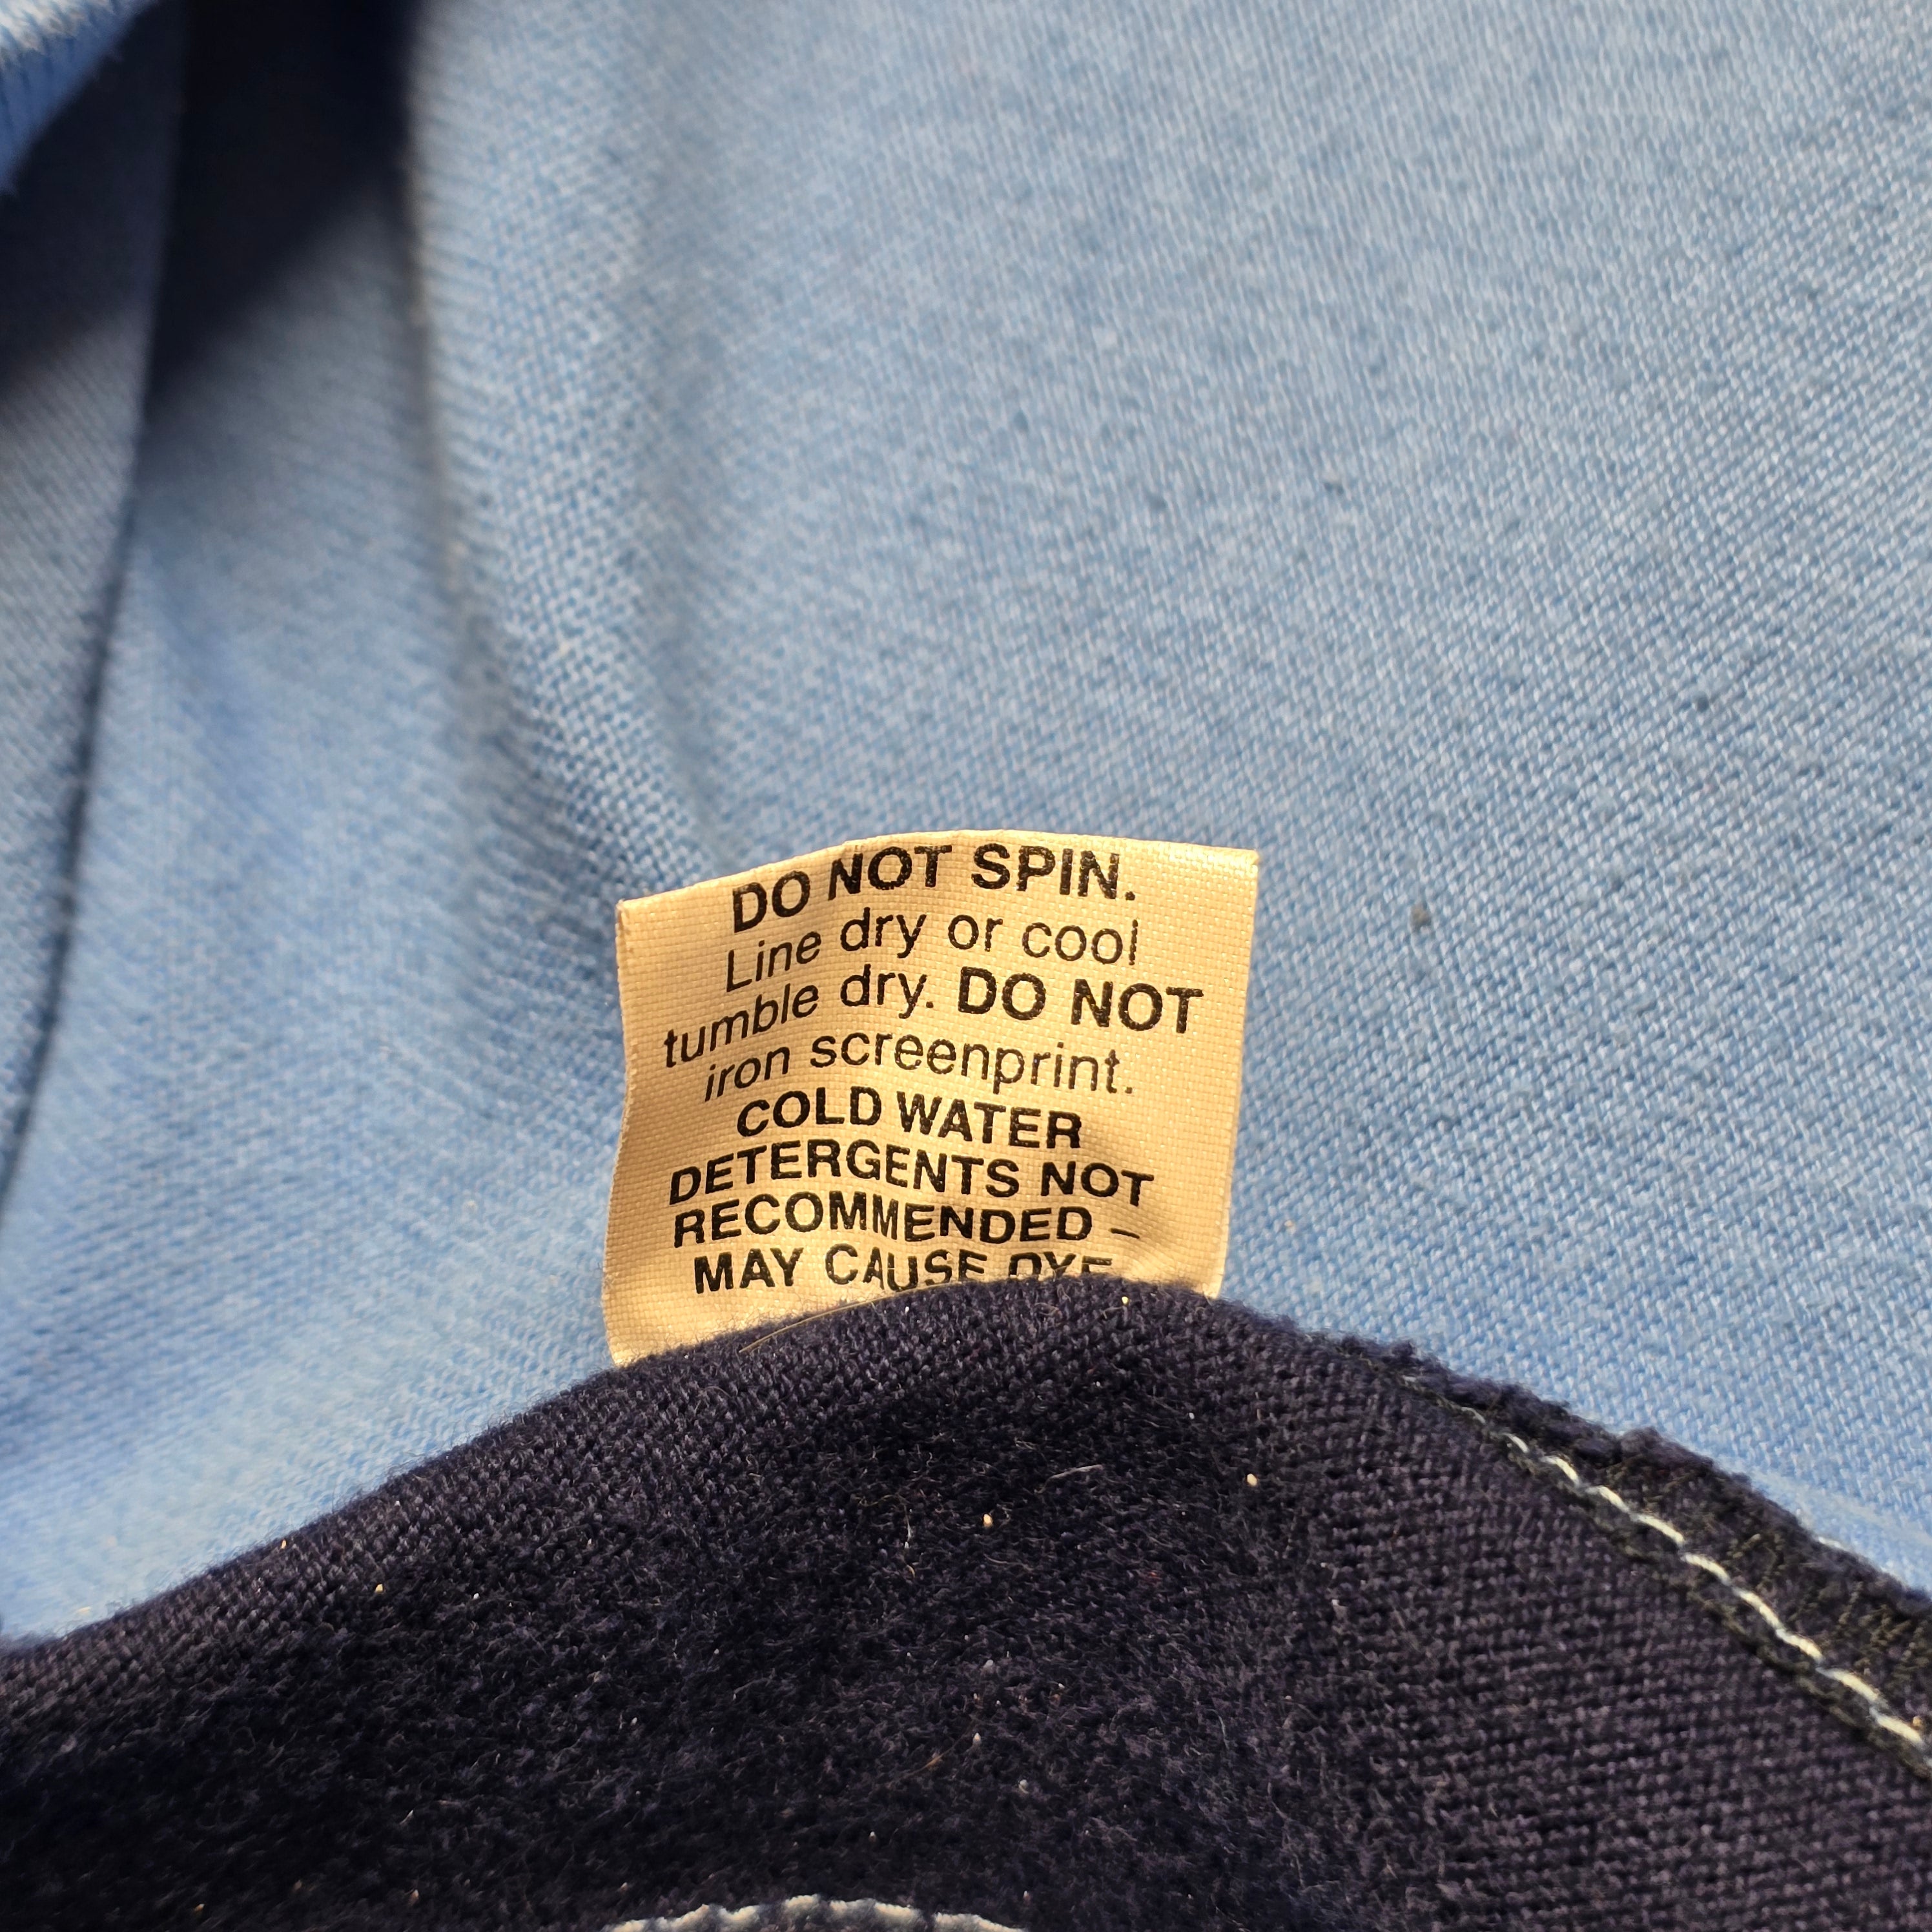 DO NOT SPIN.
Line dry or cool
tumble dry. DO NOT
iron screenprint.
COLD WATER
DETERGENTS NOT
RECOMMENDED –
MAY CAUSE DYE